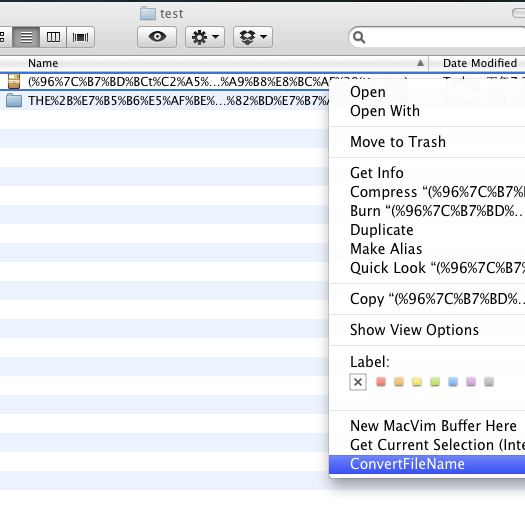 test
Name
Date Modified
(%96%7C%B7%BD%BCt%C2%A5%...%A9%B8%E8%BC%AF%20(
THE%2B%E7%B5%B6%E5%AF%BE%...%82%BD%E7%B7%A
Open
Open With
Move to Trash
Get Info
Compress “(%96%7C%B7%
Burn “(%96%7C%B7%BD%...
Duplicate
Make Alias
Quick Look “(%96%7C%B7%
Copy “(%96%7C%B7%BD%...
Show View Options
Label:
New MacVim Buffer Here
Get Current Selection (Inte
ConvertFileName